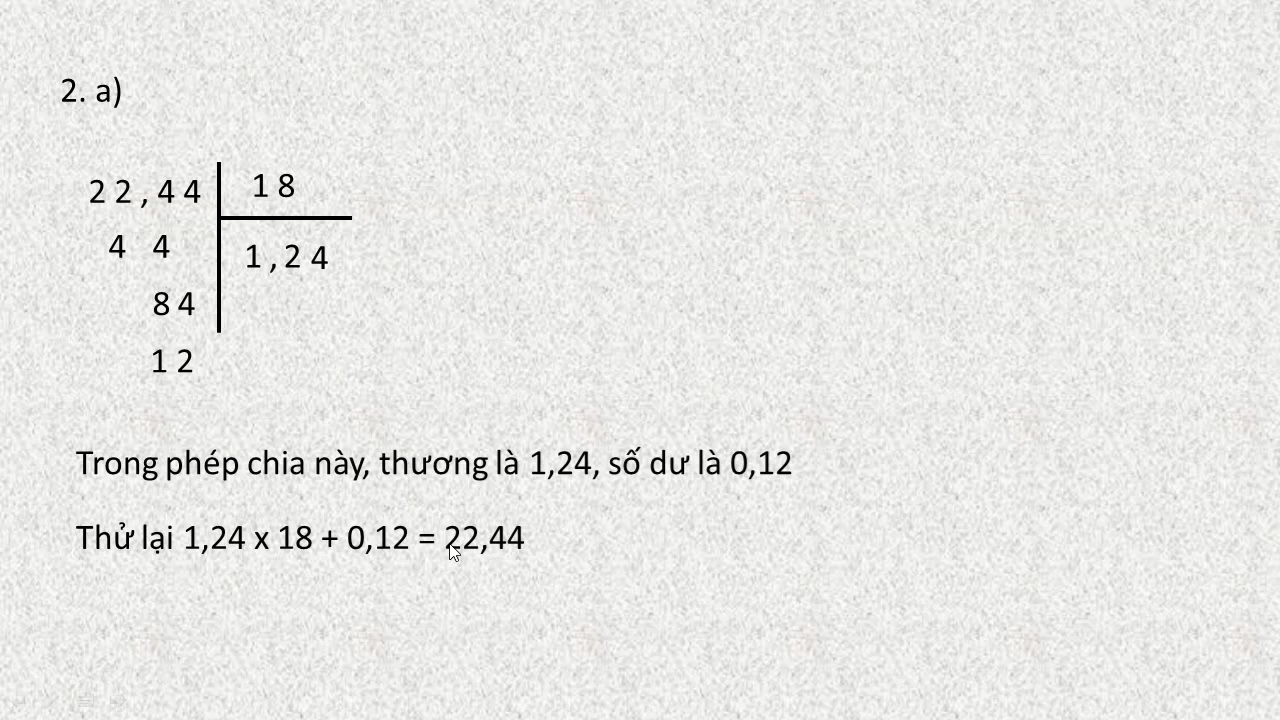 2. a)
2 2 , 4 4 1 8
4 4 1 , 2 4
8 4
1 2
Trong phép chia này, thương là 1,24, số dư là 0,12
Thử lại 1,24 x 18 + 0,12 = 22,44